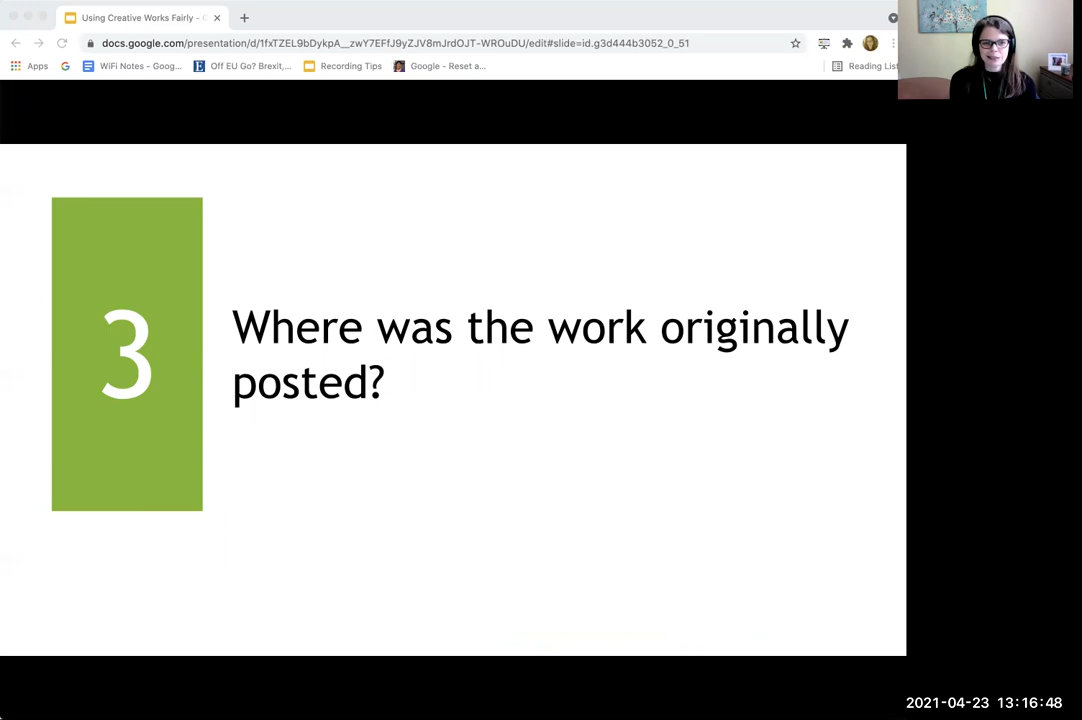 Using Creative Works Fairly - G
docs.google.com/presentation/d/1fxTZEL9bDykpA__zwY7EFfJ9yZJV8mJrdOJT-WROuDU/edit#slide=id.g3d444b3052_0_51
Apps WiFi Notes - Goog... Off EU Go? Brexit,... Recording Tips Google - Reset a... Reading List
3
Where was the work originally
posted?
2021-04-23 13:16:48